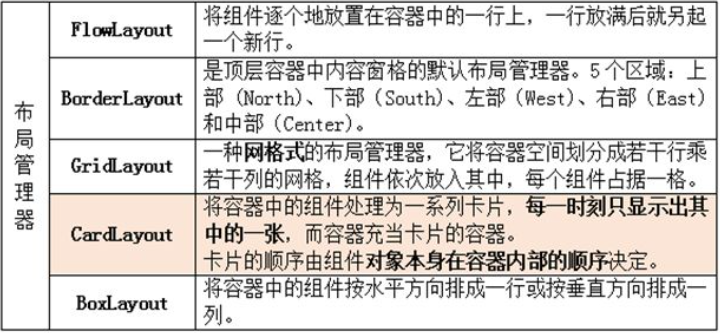 布局管理器
FlowLayout
将组件逐个地放置在容器中的一行上，一行放满后就另起
一个新行。
BorderLayout
是顶层容器中内容窗格的默认布局管理器。5个区域：上
部（North）、下部（South）、左部（West）、右部（East）
和中部（Center）。
GridLayout
一种网格式的布局管理器，它将容器空间划分成若干行乘
若干列的网格，组件依次放入其中，每个组件占据一格。
CardLayout
将容器中的组件处理为一系列卡片，每一时刻只显示出其
中的一张，而容器充当卡片的容器。
卡片的顺序由组件对象本身在容器内部的顺序决定。
BoxLayout
将容器中的组件按水平方向排成一行或按垂直方向排成一
列。